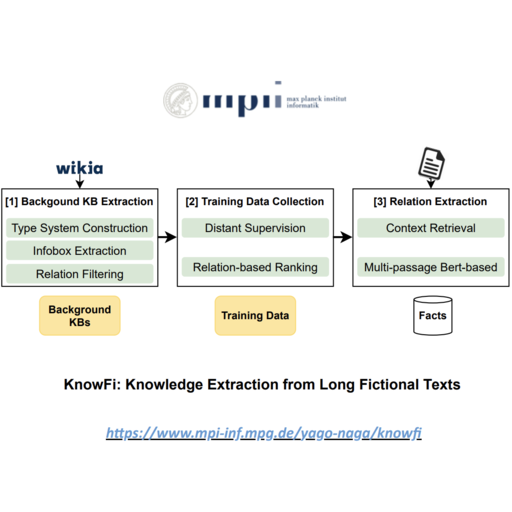 mpii max planck institut
informatik
wikia
[1] Backgound KB Extraction
Type System Construction
Infobox Extraction
Relation Filtering
[2] Training Data Collection
Distant Supervision
Relation-based Ranking
[3] Relation Extraction
Context Retrieval
Multi-passage Bert-based
Background
KBs
Training Data
Facts
KnowFi: Knowledge Extraction from Long Fictional Texts
https://www.mpi-inf.mpg.de/yago-naga/knowfi